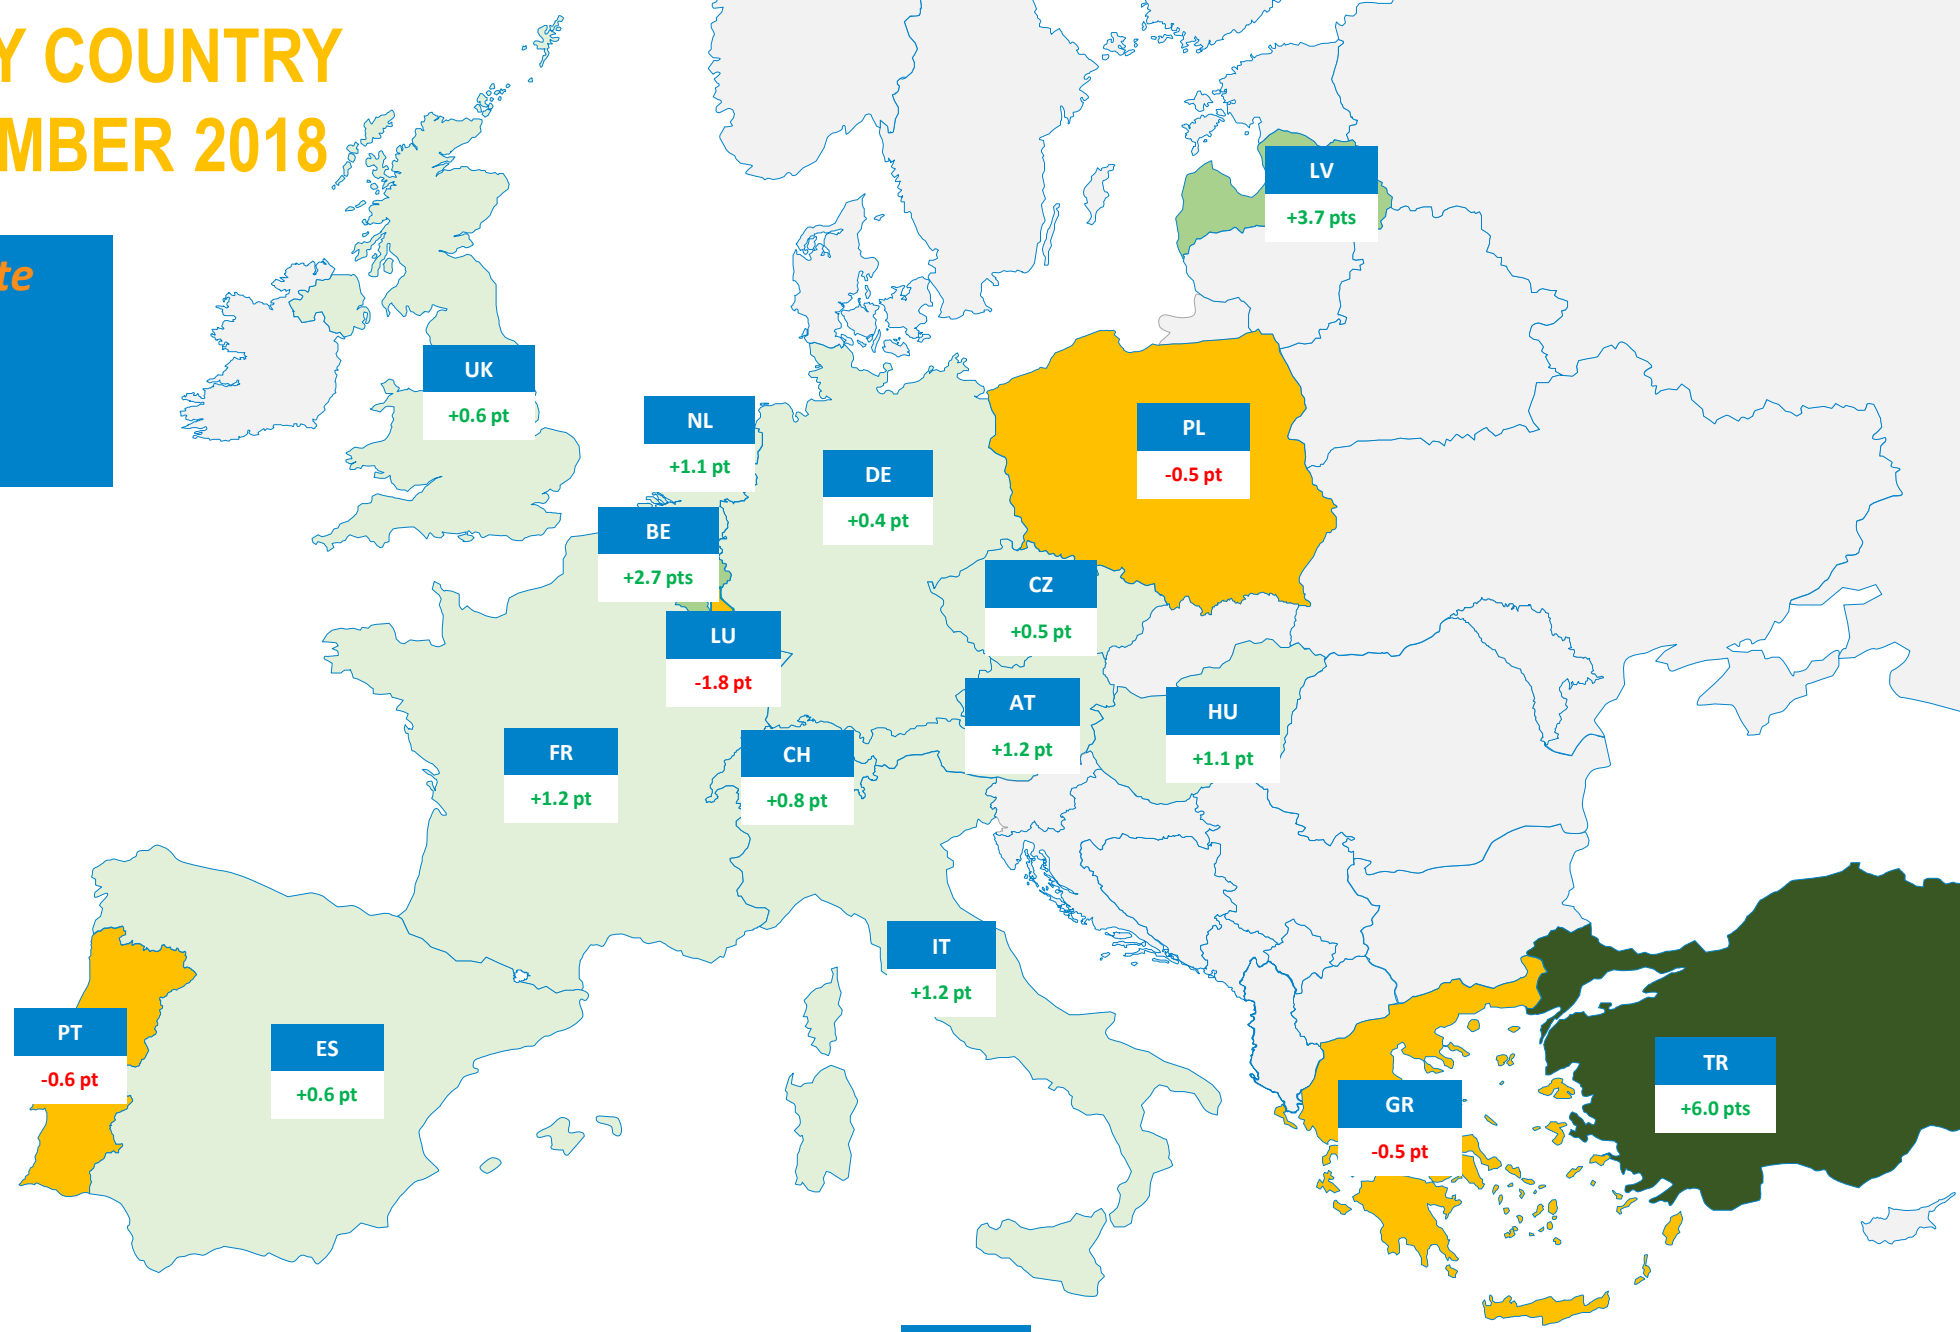 Y COUNTRY
MBER 2018
te
LV
+3.7 pts
UK
+0.6 pt
NL
+1.1 pt
PL
-0.5 pt
DE
+0.4 pt
BE
+2.7 pts
CZ
+0.5 pt
LU
-1.8 pt
AT
+1.2 pt
HU
+1.1 pt
FR
+1.2 pt
CH
+0.8 pt
IT
+1.2 pt
PT
-0.6 pt
ES
+0.6 pt
GR
-0.5 pt
TR
+6.0 pts